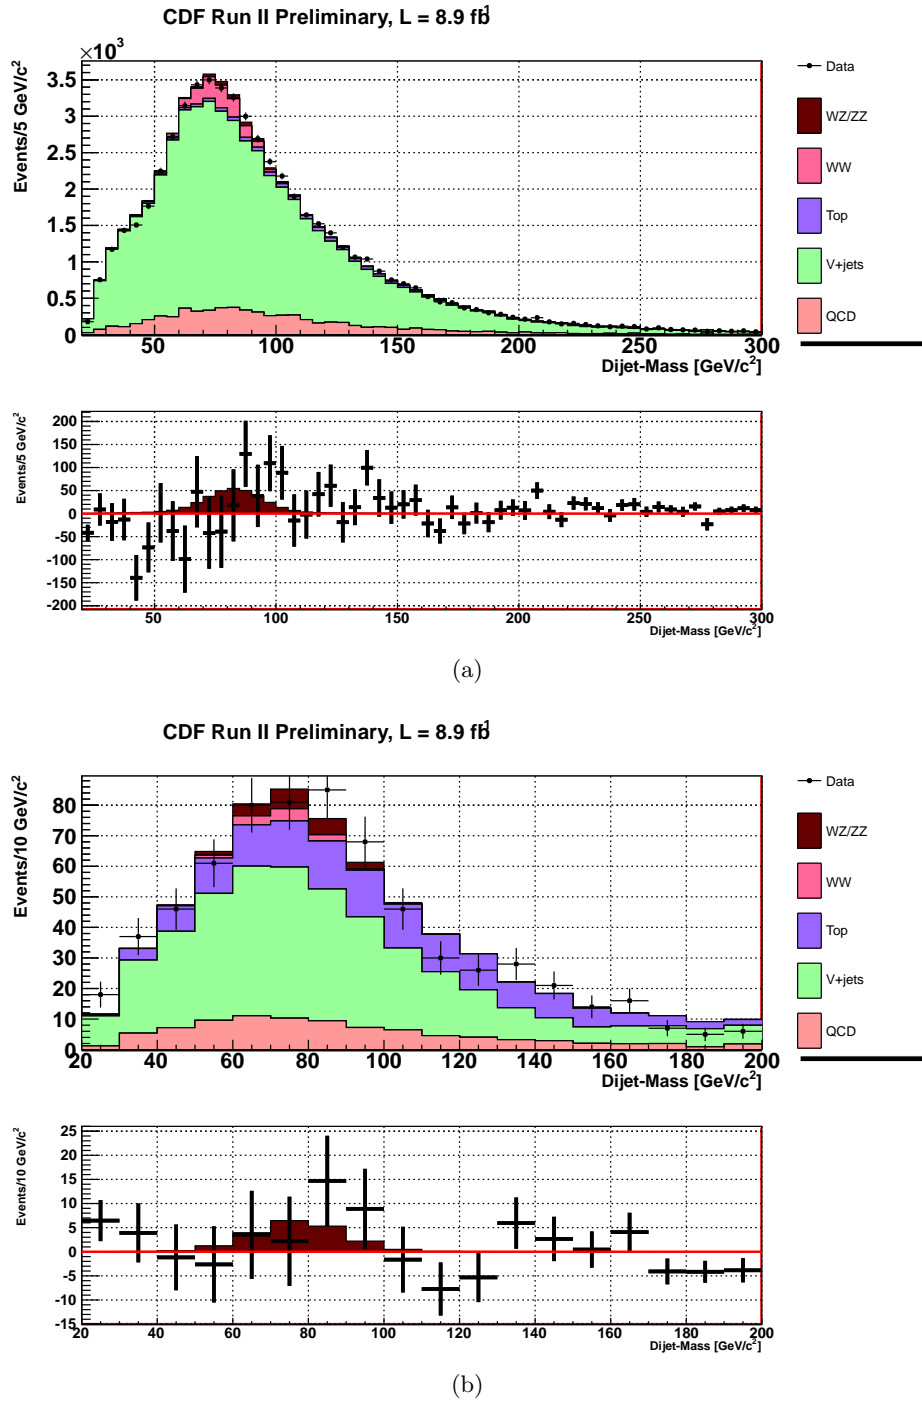 CDF Run II Preliminary, L = 8.9 fb-1
×10³
Events/5 GeV/c²
3.5
3
2.5
2
1.5
1
0.5
0
50
100
150
200
250
300
Dijet-Mass [GeV/c²]
Data
WZ/ZZ
WW
Top
V+jets
QCD
Events/5 GeV/c²
200
150
100
50
0
-50
-100
-150
-200
50
100
150
200
250
300
Dijet-Mass [GeV/c²]
(a)
CDF Run II Preliminary, L = 8.9 fb-1
Events/10 GeV/c²
80
70
60
50
40
30
20
10
0
20
40
60
80
100
120
140
160
180
200
Dijet-Mass [GeV/c²]
Data
WZ/ZZ
WW
Top
V+jets
QCD
Events/10 GeV/c²
25
20
15
10
5
0
-5
-10
-15
20
40
60
80
100
120
140
160
180
200
Dijet-Mass [GeV/c²]
(b)